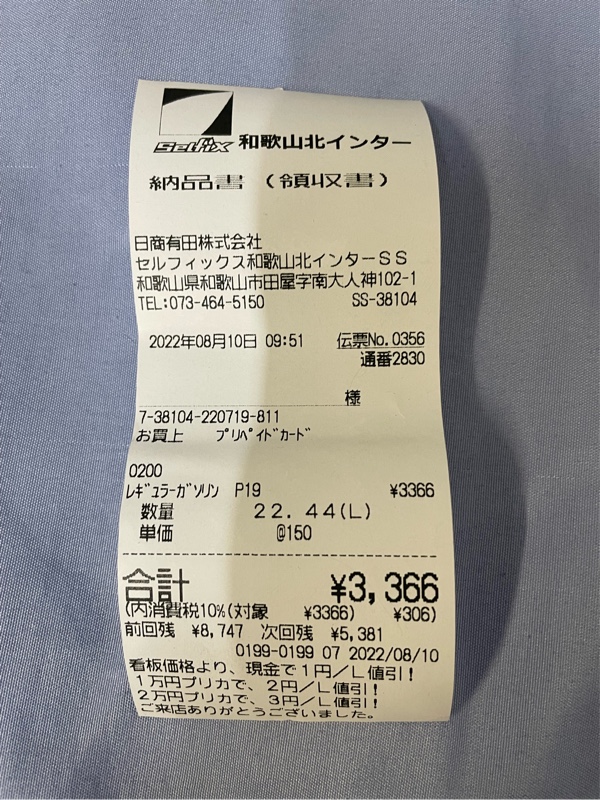 Selfix 和歌山北インター
納品書(領収書)
日商有田株式会社
セルフィックス和歌山北インターSS
和歌山県和歌山市田屋字南大人神102-1
TEL:073-464-5150 SS-38104
2022年08月10日 09:51 伝票No.0356
通番2830
様
7-38104-220719-811
お買上 プリペイドカード
0200
レギュラーガソリン P19 ¥3366
数量 22.44(L)
単価 @150
合計 ¥3,366
(内消費税10%(対象 ¥3366) ¥306)
前回残 ¥8,747 次回残 ¥5,381
0199-0199 07 2022/08/10
看板価格より、現金で1円/L値引!
1万円プリカで、2円/L値引!
2万円プリカで、3円/L値引!
ご来店ありがとうございました。